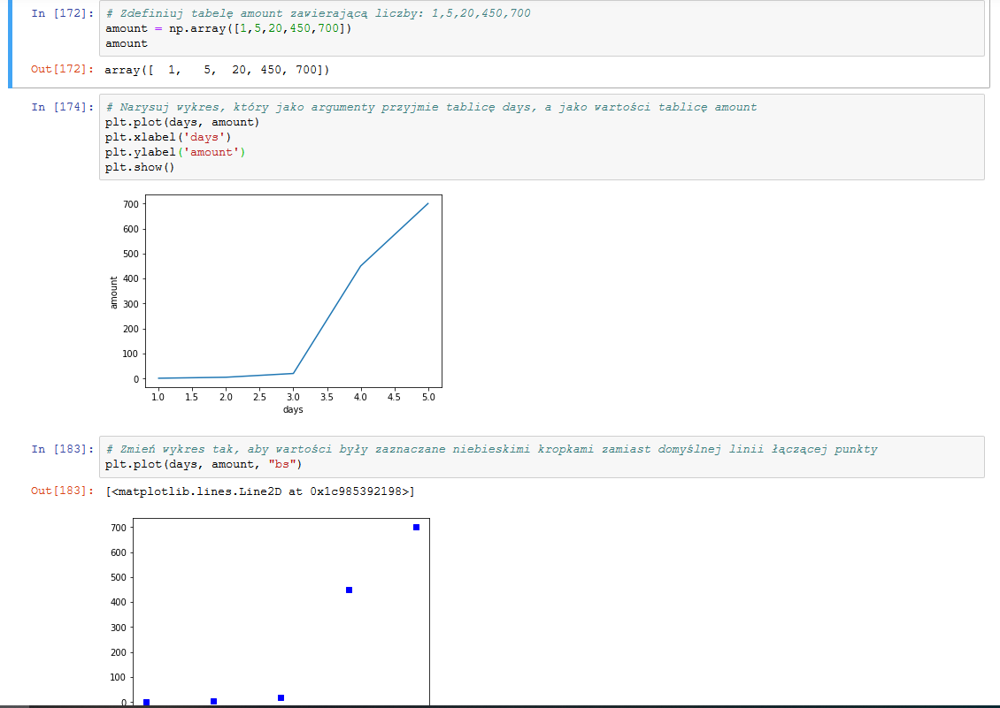 In [172]: # Zdefiniuj tabelę amount zawierającą liczby: 1,5,20,450,700
amount = np.array([1,5,20,450,700])
amount
Out[172]: array([  1,   5,  20, 450, 700])
In [174]: # Narysuj wykres, który jako argumenty przyjmie tablicę days, a jako wartości tablicę amount
plt.plot(days, amount)
plt.xlabel('days')
plt.ylabel('amount')
plt.show()
700
600
500
400
300
200
100
0
amount
1.0 1.5 2.0 2.5 3.0 3.5 4.0 4.5 5.0
days
In [183]: # Zmień wykres tak, aby wartości były zaznaczane niebieskimi kropkami zamiast domyślnej linii łączącej punkty
plt.plot(days, amount, "bs")
Out[183]: [<matplotlib.lines.Line2D at 0x1c985392198>]
700
600
500
400
300
200
100
0